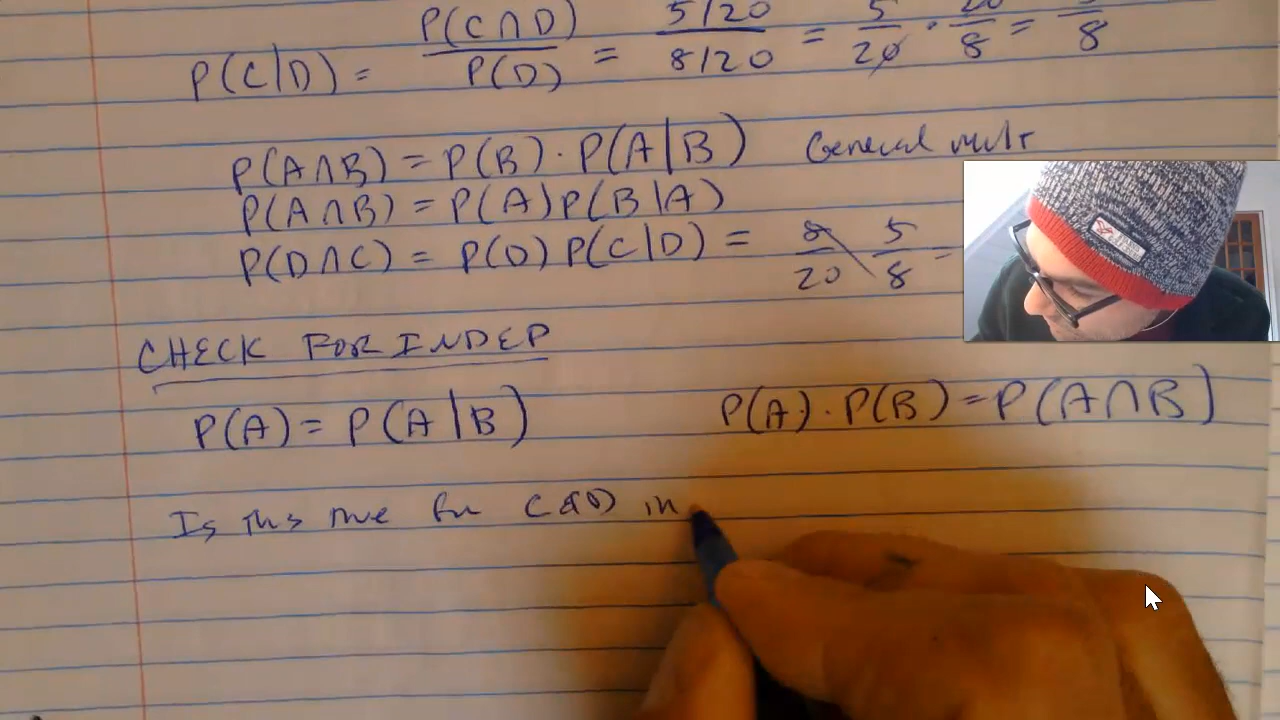 P(C|D) = P(C∩D) / P(D) = 5/20 / 8/20 = 5/20 · 20/8 = /8
P(A∩B) = P(B) · P(A|B) General mult
P(A∩B) = P(A)P(B|A)
P(D∩C) = P(D) P(C|D) = 8/20 5/8 =
CHECK FOR INDEP
P(A) = P(A|B)
P(A) · P(B) = P(A∩B)
Is this true for C & D in